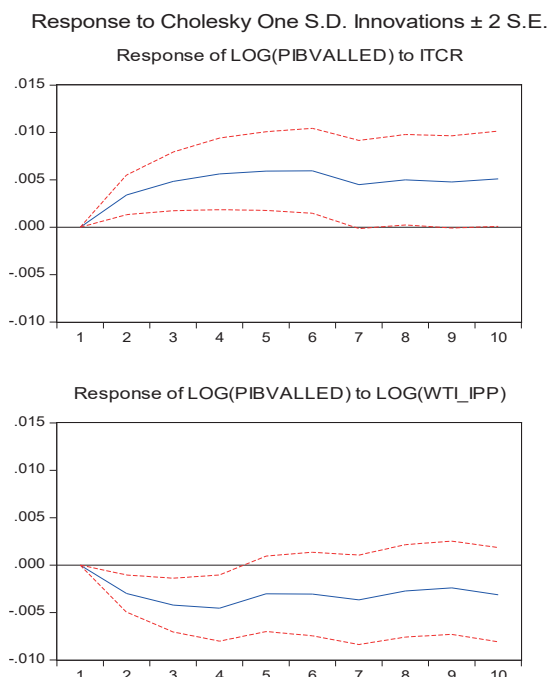 Response to Cholesky One S.D. Innovations ± 2 S.E.
Response of LOG(PIBVALLED) to ITCR
.015
.010
.005
.000
-.005
-.010
1 2 3 4 5 6 7 8 9 10
Response of LOG(PIBVALLED) to LOG(WTI_IPP)
.015
.010
.005
.000
-.005
-.010
1 2 3 4 5 6 7 8 9 10